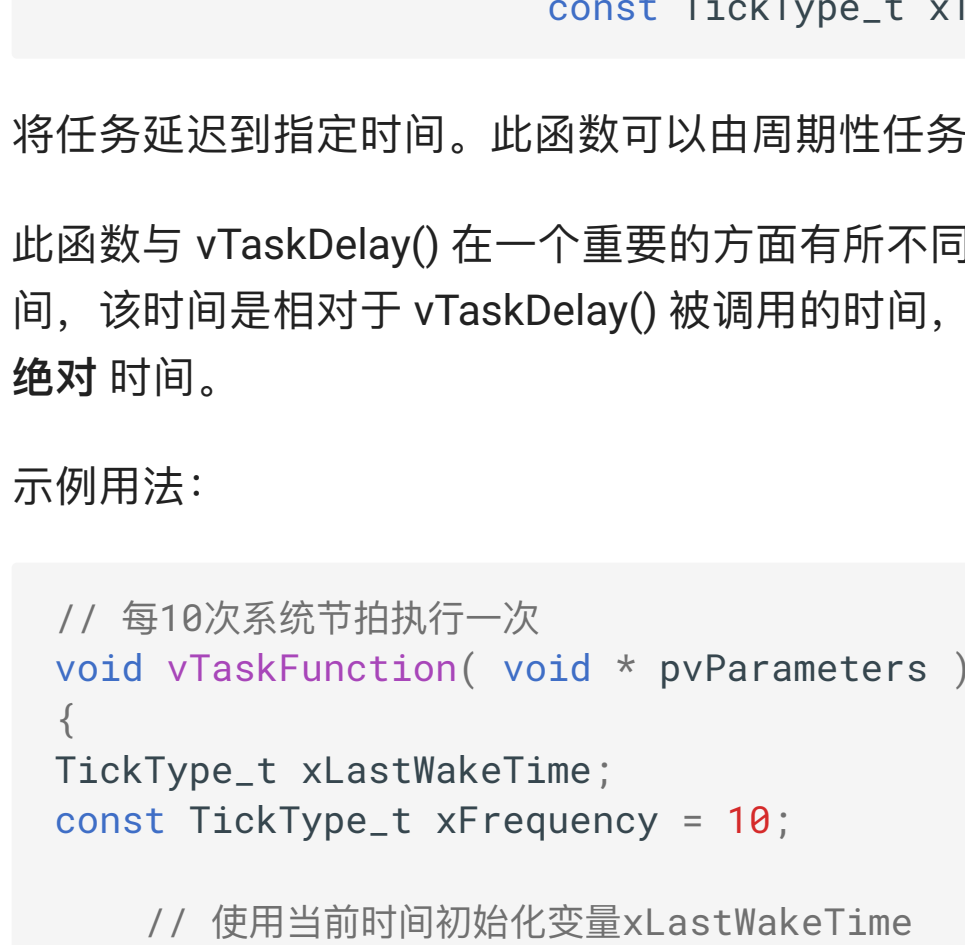 const TickType_t
将任务延迟到指定时间。此函数可以由周期性任务
此函数与 vTaskDelay() 在一个重要的方面有所不同
间，该时间是相对于 vTaskDelay() 被调用的时间，
绝对 时间。
示例用法：
// 每10次系统节拍执行一次
void vTaskFunction( void * pvParameters )
{
TickType_t xLastWakeTime;
const TickType_t xFrequency = 10;
// 使用当前时间初始化变量xLastWakeTime